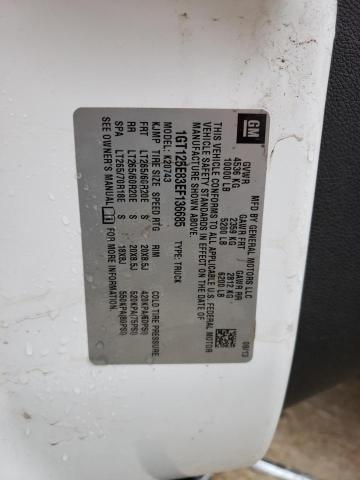 GM
MFD BY GENERAL MOTORS LLC
08/13
GVWR
GAWR FRT
GAWR RR
4536 KG
2359 KG
2812 KG
10000 LB
5200 LB
6200 LB
THIS VEHICLE CONFORMS TO ALL APPLICABLE U.S. FEDERAL MOTOR
VEHICLE SAFETY STANDARDS IN EFFECT ON THE DATE OF
MANUFACTURE SHOWN ABOVE.
1GT125E83EF136685
TYPE: TRUCK
MODEL: K20743
KJMP TIRE SIZE SPEED RTG RIM COLD TIRE PRESSURE
FRT LT265/60R20E S 20X8.5J 420KPA(60PSI)
RR LT265/60R20E S 20X8.5J 520KPA(75PSI)
SPA LT265/70R18E S 18X8J 550KPA(80PSI)
SEE OWNER'S MANUAL FOR MORE INFORMATION.